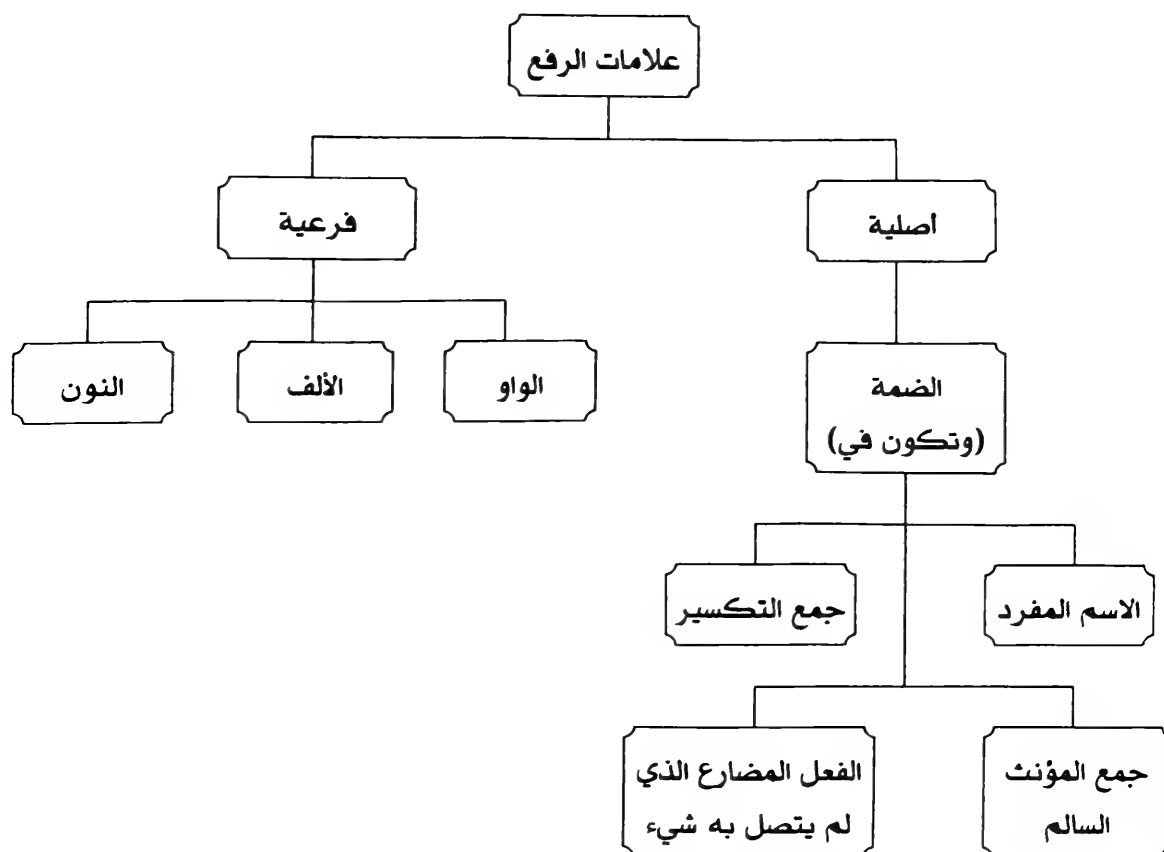 علامات الرفع
أصلية
فرعية
الواو
الألف
النون
الضمة
(وتكون في)
الاسم المفرد
جمع التكسير
جمع المؤنث
السالم
الفعل المضارع الذي
لم يتصل به شيء